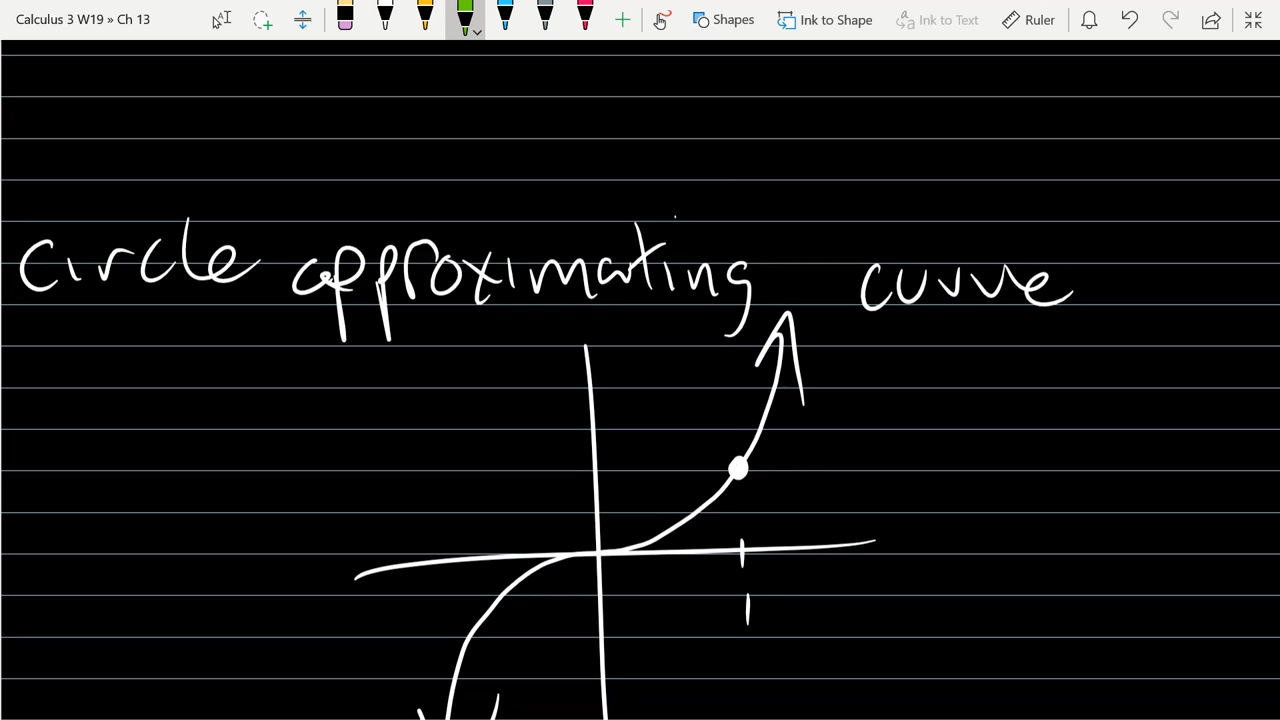 Calculus 3 W19 » Ch 13 Shapes Ink to Shape Ink to Text Ruler
circle approximating curve
1